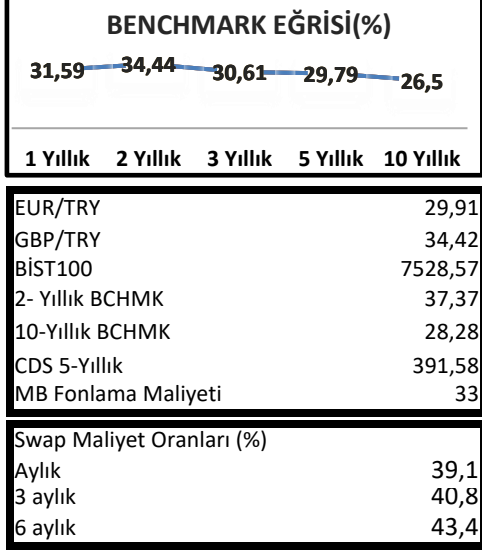 BENCHMARK EĞRİSİ(%)
31,59 34,44 30,61 29,79 26,5
1 Yıllık 2 Yıllık 3 Yıllık 5 Yıllık 10 Yıllık
EUR/TRY 29,91
GBP/TRY 34,42
BİST100 7528,57
2- Yıllık BCHMK 37,37
10-Yıllık BCHMK 28,28
CDS 5-Yıllık 391,58
MB Fonlama Maliyeti 33
Swap Maliyet Oranları (%)
Aylık 39,1
3 aylık 40,8
6 aylık 43,4